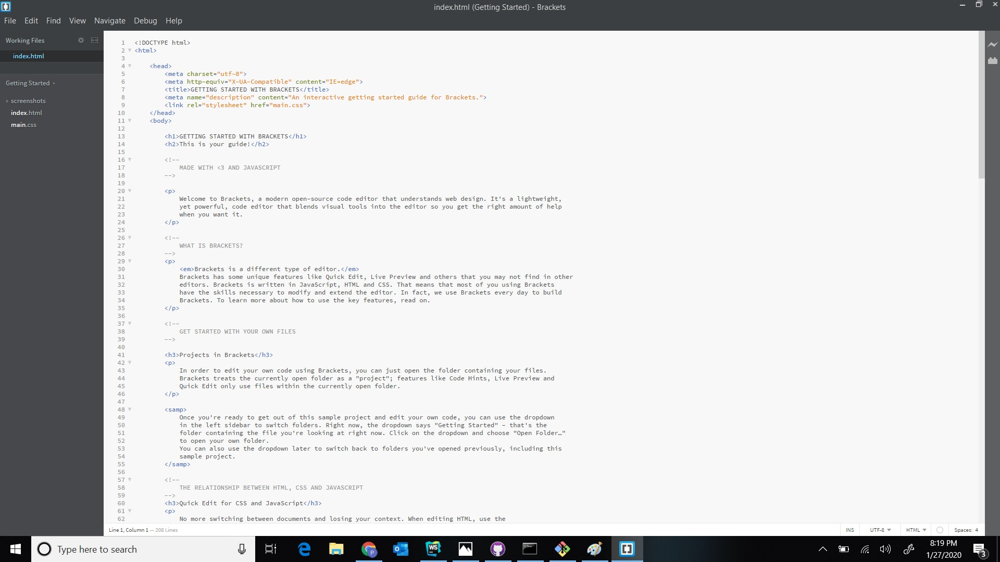 index.html (Getting Started) - Brackets
File Edit Find View Navigate Debug Help
Working Files
index.html
Getting Started
screenshots
index.html
main.css
1 <!DOCTYPE html>
2 <html>
3
4 <head>
5 <meta charset="utf-8">
6 <meta http-equiv="X-UA-Compatible" content="IE=edge">
7 <title>GETTING STARTED WITH BRACKETS</title>
8 <meta name="description" content="An interactive getting started guide for Brackets.">
9 <link rel="stylesheet" href="main.css">
10 </head>
11 <body>
12
13 <h1>GETTING STARTED WITH BRACKETS</h1>
14 <h2>This is your guide!</h2>
15
16 <!--
17 MADE WITH <3 AND JAVASCRIPT
18 -->
19
20 <p>
21 Welcome to Brackets, a modern open-source code editor that understands web design. It's a lightweight,
22 yet powerful, code editor that blends visual tools into the editor so you get the right amount of help
23 when you want it.
24 </p>
25
26 <!--
27 WHAT IS BRACKETS?
28 -->
29 <p>
30 <em>Brackets is a different type of editor.</em>
31 Brackets has some unique features like Quick Edit, Live Preview and others that you may not find in other
32 editors. Brackets is written in JavaScript, HTML and CSS. That means that most of you using Brackets
33 have the skills necessary to modify and extend the editor. In fact, we use Brackets every day to build
34 Brackets. To learn more about how to use the key features, read on.
35 </p>
36
37 <!--
38 GET STARTED WITH YOUR OWN FILES
39 -->
40
41 <h3>Projects in Brackets</h3>
42 <p>
43 In order to edit your own code using Brackets, you can just open the folder containing your files.
44 Brackets treats the currently open folder as a "project"; features like Code Hints, Live Preview and
45 Quick Edit only use files within the currently open folder.
46 </p>
47
48 <samp>
49 Once you're ready to get out of this sample project and edit your own code, you can use the dropdown
50 in the left sidebar to switch folders. Right now, the dropdown says "Getting Started" - that's the
51 folder containing the file you're looking at right now. Click on the dropdown and choose "Open Folder…"
52 to open your own folder.
53 You can also use the dropdown later to switch back to folders you've opened previously, including this
54 sample project.
55 </samp>
56
57 <!--
58 THE RELATIONSHIP BETWEEN HTML, CSS AND JAVASCRIPT
59 -->
60 <h3>Quick Edit for CSS and JavaScript</h3>
61 <p>
62 No more switching between documents and losing your context. When editing HTML, use the
Line 1, Column 1 — 208 Lines
INS UTF-8 HTML Spaces: 4
Type here to search
P
WS
8:19 PM
1/27/2020
3